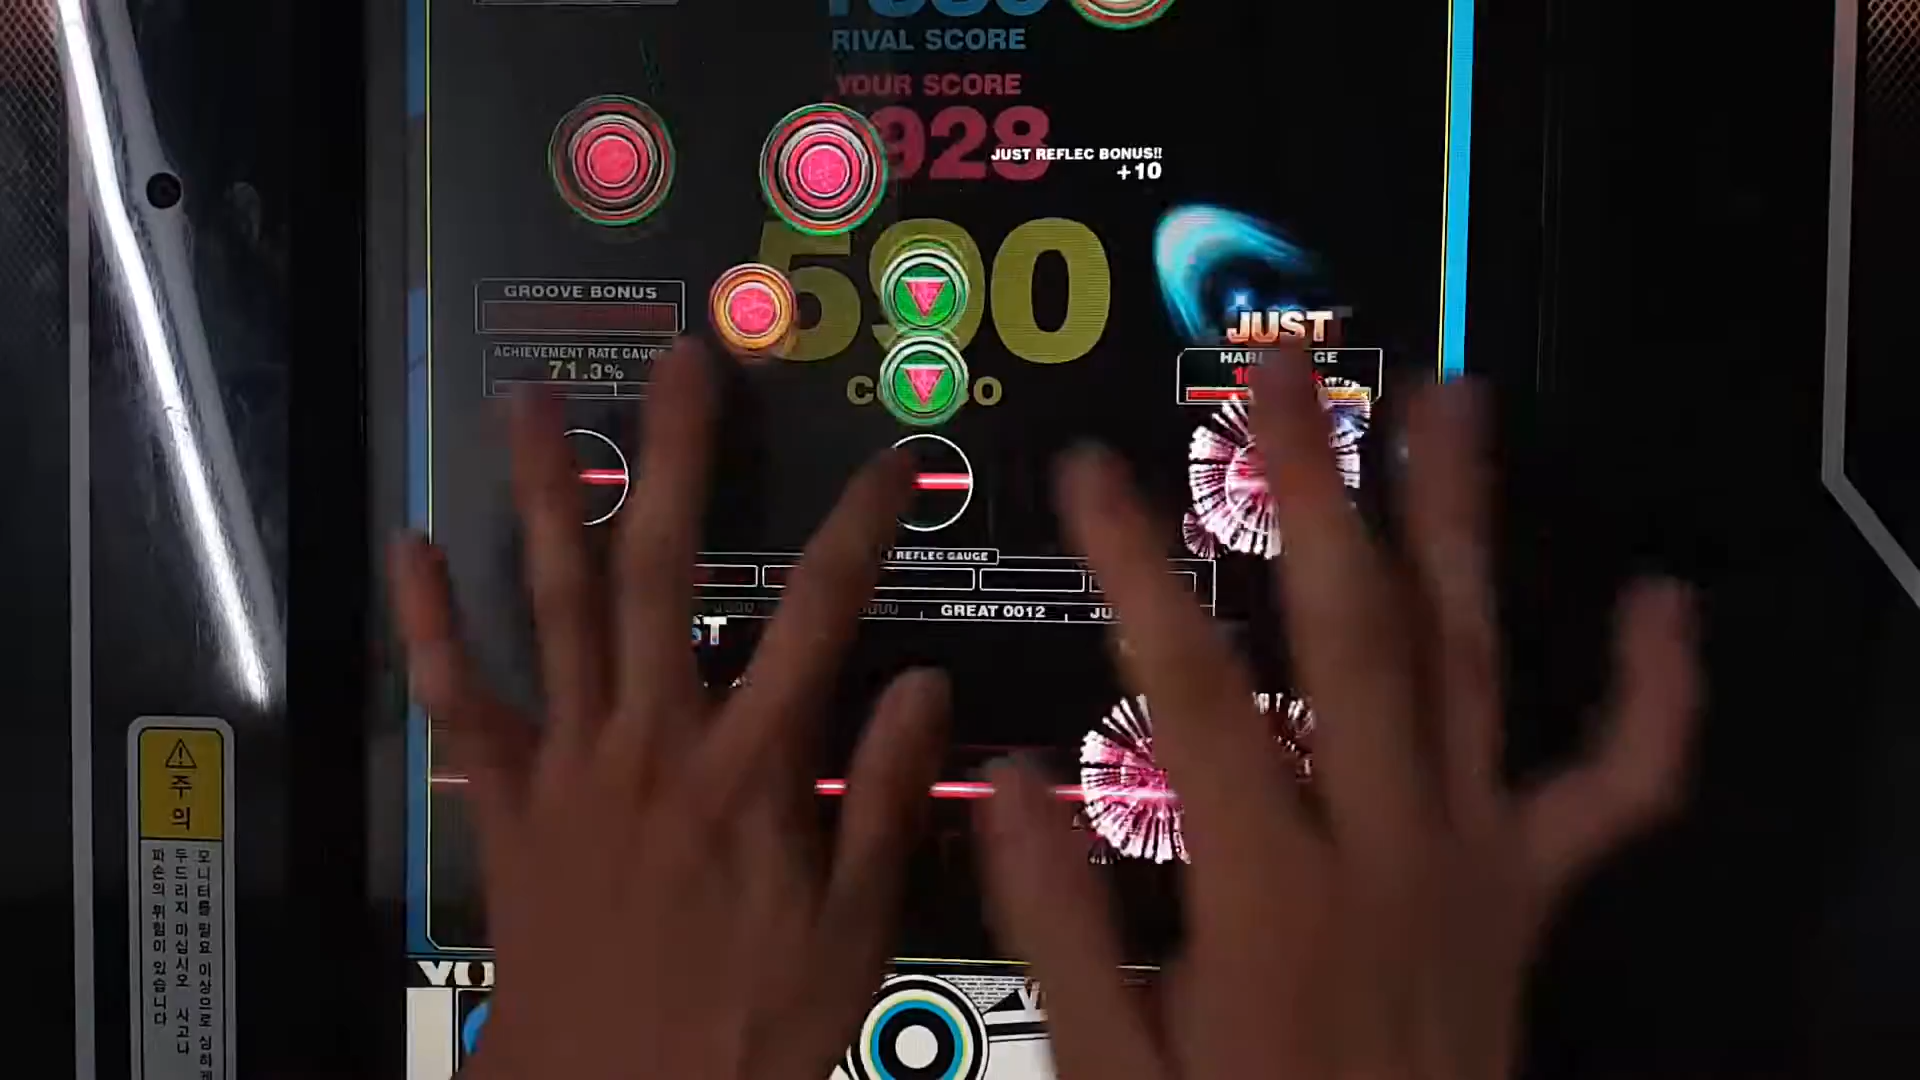 RIVAL SCORE
YOUR SCORE
928
JUST REFLEC BONUS!!
+10
590
GROOVE BONUS
ACHIEVEMENT RATE GAUGE
71.3%
JUST
REFLEC GAUGE
GREAT 0012
주의
모니터를 필요 이상으로 심하게
두드리지 마십시오 사고나
파손의 위험이 있습니다